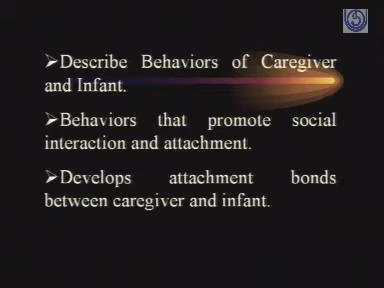 ➢Describe Behaviors of Caregiver
and Infant.
➢Behaviors that promote social
interaction and attachment.
➢Develops attachment bonds
between caregiver and infant.